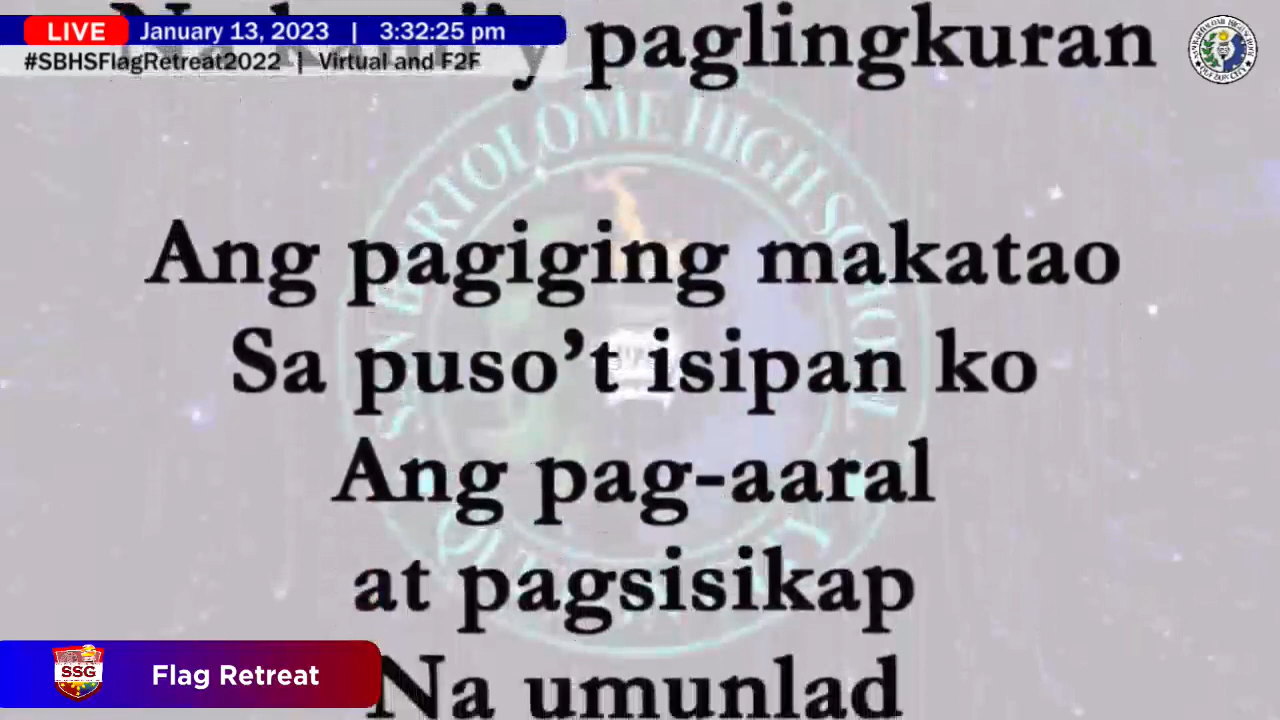 LIVE January 13, 2023 | 3:32:25 pm
#SBHSFlagRetreat2022 | Virtual and F2F
paglingkuran
Ang pagiging makatao
Sa puso’t isipan ko
Ang pag-aaral
at pagsisikap
Na umunlad
SSG
Flag Retreat